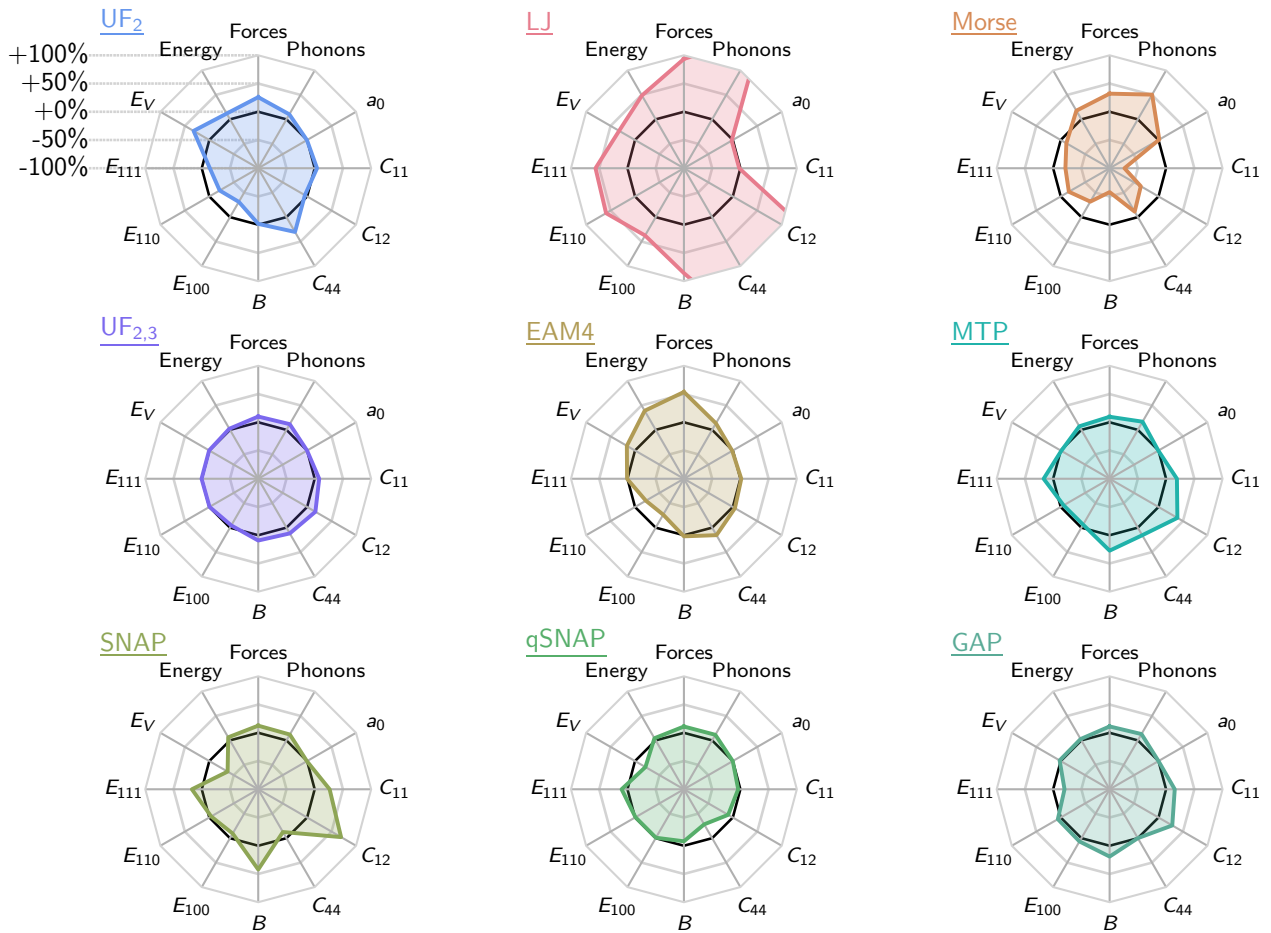 UF2
Forces
Energy
Phonons
+100%
+50%
+0%
-50%
-100%
EV
a0
E111
C11
E110
C12
E100
C44
B
LJ
Forces
Energy
Phonons
EV
a0
E111
C11
E110
C12
E100
C44
B
Morse
Forces
Energy
Phonons
EV
a0
E111
C11
E110
C12
E100
C44
B
UF2,3
Forces
Energy
Phonons
EV
a0
E111
C11
E110
C12
E100
C44
B
EAM4
Forces
Energy
Phonons
EV
a0
E111
C11
E110
C12
E100
C44
B
MTP
Forces
Energy
Phonons
EV
a0
E111
C11
E110
C12
E100
C44
B
SNAP
Forces
Energy
Phonons
EV
a0
E111
C11
E110
C12
E100
C44
B
qSNAP
Forces
Energy
Phonons
EV
a0
E111
C11
E110
C12
E100
C44
B
GAP
Forces
Energy
Phonons
EV
a0
E111
C11
E110
C12
E100
C44
B